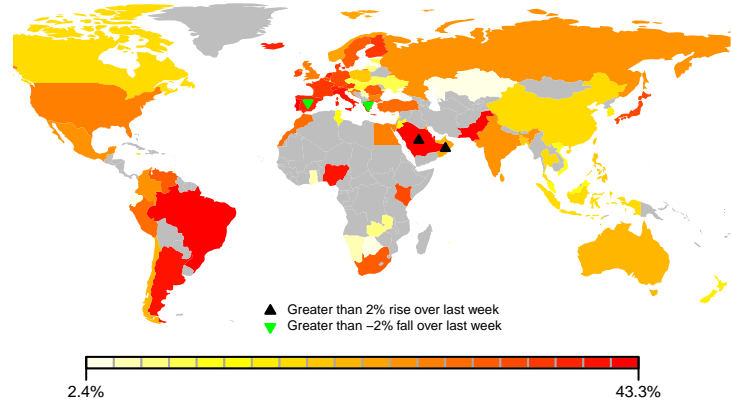 Greater than 2% rise over last week
Greater than −2% fall over last week
2.4%
43.3%